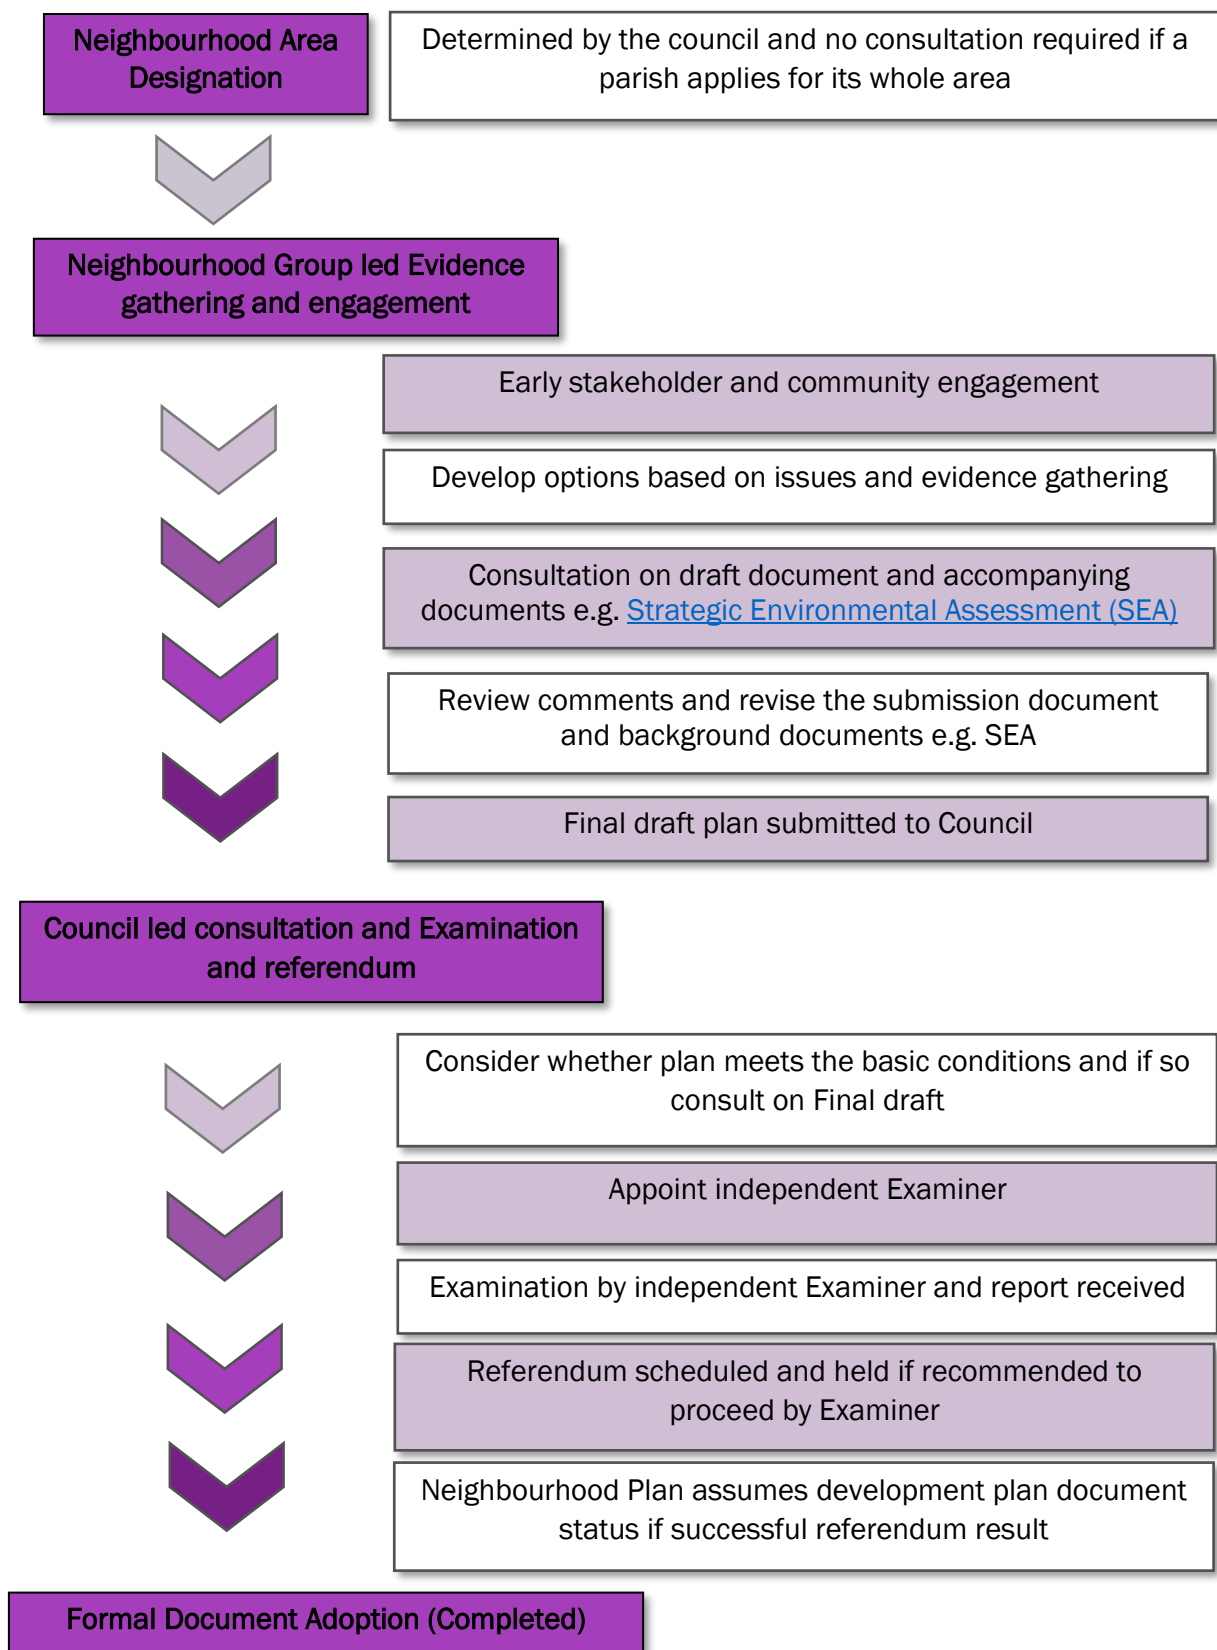 Neighbourhood Area
Designation
Determined by the council and no consultation required if a
parish applies for its whole area
Neighbourhood Group led Evidence
gathering and engagement
Early stakeholder and community engagement
Develop options based on issues and evidence gathering
Consultation on draft document and accompanying
documents e.g. Strategic Environmental Assessment (SEA)
Review comments and revise the submission document
and background documents e.g. SEA
Final draft plan submitted to Council
Council led consultation and Examination
and referendum
Consider whether plan meets the basic conditions and if so
consult on Final draft
Appoint independent Examiner
Examination by independent Examiner and report received
Referendum scheduled and held if recommended to
proceed by Examiner
Neighbourhood Plan assumes development plan document
status if successful referendum result
Formal Document Adoption (Completed)